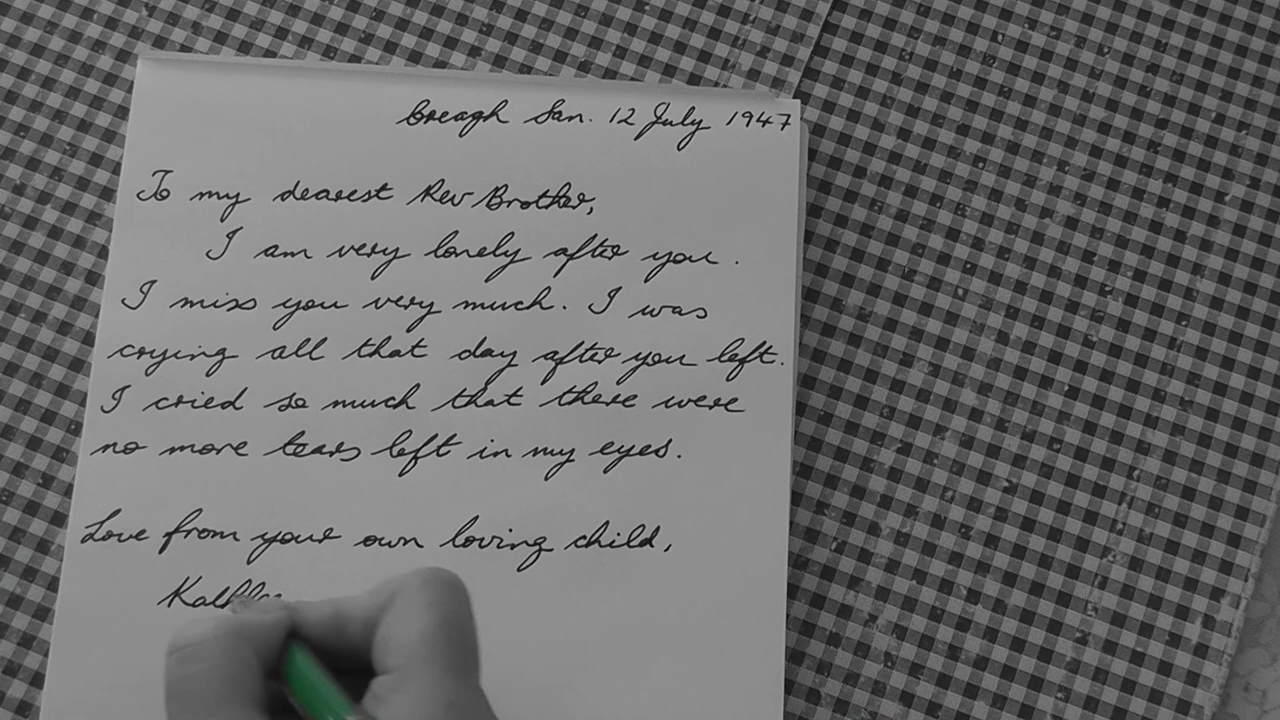 Creagh San. 12 July 1947
To my dearest Rev Brother,
I am very lonely after you.
I miss you very much. I was
crying all that day after you left.
I cried so much that there were
no more tears left in my eyes.
Love from your own loving child,